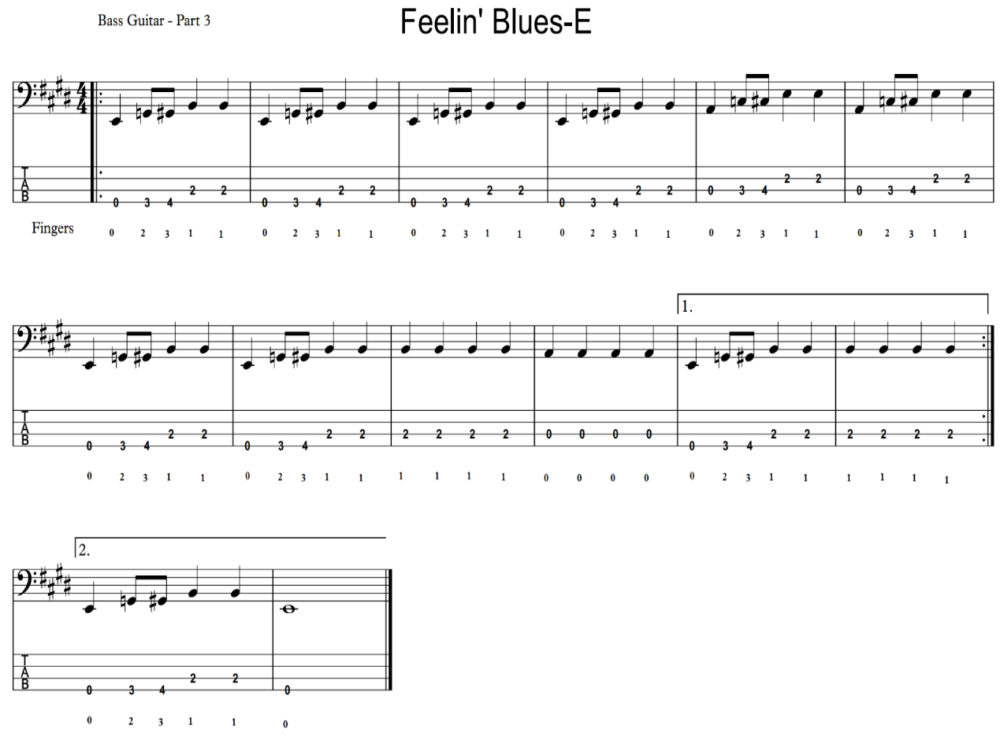 Bass Guitar - Part 3
Feelin' Blues-E
4
4
T
A
B
0 3 4 2 2 0 3 4 2 2 0 3 4 2 2 0 3 4 2 2 0 3 4 2 2 0 3 4 2 2
Fingers 0 2 3 1 1 0 2 3 1 1 0 2 3 1 1 0 2 3 1 1 0 2 3 1 1 0 2 3 1 1
1.
T
A
B
0 3 4 2 2 0 3 4 2 2 2 2 2 2 0 0 0 0 0 3 4 2 2 2 2 2 2
0 2 3 1 1 0 2 3 1 1 1 1 1 1 0 0 0 0 0 2 3 1 1 1 1 1 1
2.
T
A
B
0 3 4 2 2 0
0 2 3 1 1 0